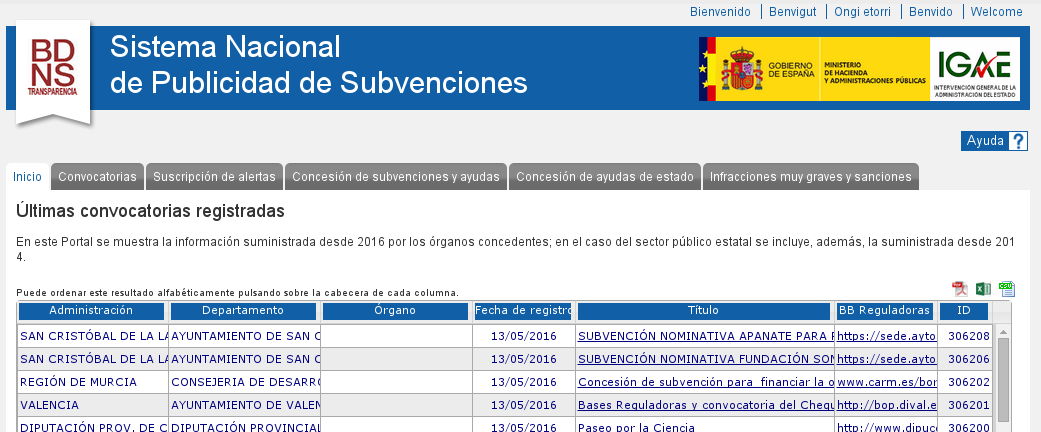 Bienvenido Benvigut Ongi etorri Benvido Welcome
BD
NS
TRANSPARENCIA
Sistema Nacional
de Publicidad de Subvenciones
GOBIERNO
DE ESPAÑA
MINISTERIO
DE HACIENDA
Y ADMINISTRACIONES PÚBLICAS
IGAE
INTERVENCIÓN GENERAL DE LA
ADMINISTRACIÓN DEL ESTADO
Ayuda ?
Inicio Convocatorias Suscripción de alertas Concesión de subvenciones y ayudas Concesión de ayudas de estado Infracciones muy graves y sanciones
Últimas convocatorias registradas
En este Portal se muestra la información suministrada desde 2016 por los órganos concedentes; en el caso del sector público estatal se incluye, además, la suministrada desde 201
4.
Puede ordenar este resultado alfabéticamente pulsando sobre la cabecera de cada columna.
Administración Departamento Órgano Fecha de registro Título BB Reguladoras ID
SAN CRISTÓBAL DE LA LA AYUNTAMIENTO DE SAN C 13/05/2016 SUBVENCIÓN NOMINATIVA APANATE PARA https://sede.ayto 306208
SAN CRISTÓBAL DE LA LA AYUNTAMIENTO DE SAN C 13/05/2016 SUBVENCIÓN NOMINATIVA FUNDACIÓN SON https://sede.ayto 306206
REGIÓN DE MURCIA CONSEJERIA DE DESARRO 13/05/2016 Concesión de subvención para financiar la o www.carm.es/bor 306202
VALENCIA AYUNTAMIENTO DE VALEN 13/05/2016 Bases Reguladoras y convocatoria del Chequ http://bop.dival.e 306201
DIPUTACIÓN PROV. DE C DIPUTACIÓN PROVINCIAL 13/05/2016 Paseo por la Ciencia http://www.dipuc 306200